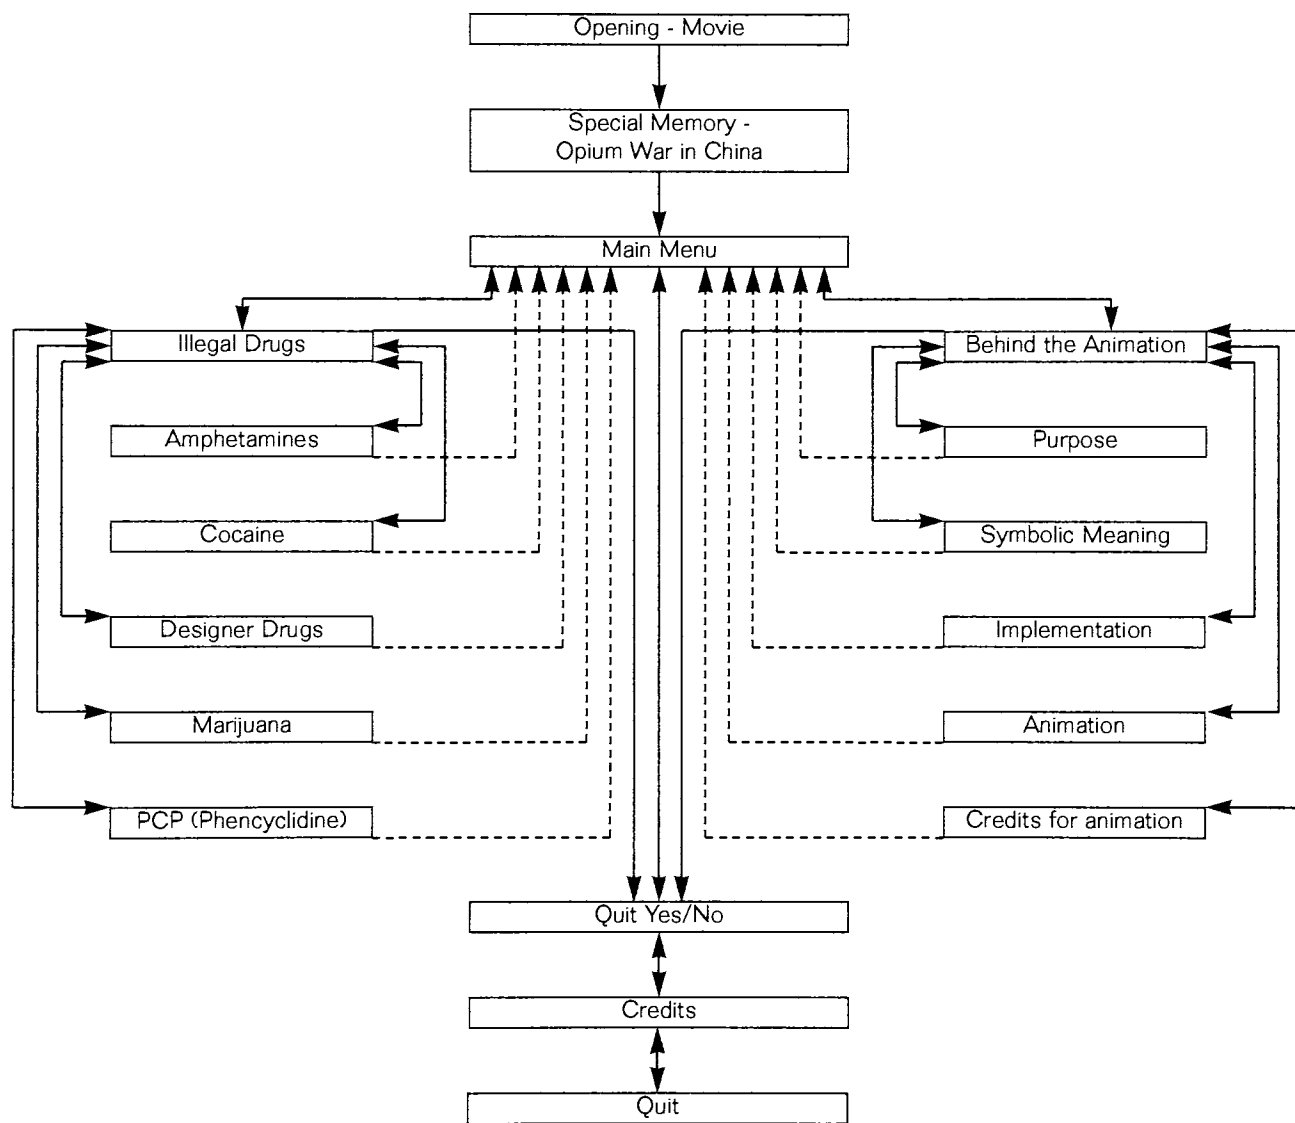 Opening - Movie
Special Memory -
Opium War in China
Main Menu
Illegal Drugs
Behind the Animation
Amphetamines
Purpose
Cocaine
Symbolic Meaning
Designer Drugs
Implementation
Marijuana
Animation
PCP (Phencyclidine)
Credits for animation
Quit Yes/No
Credits
Quit